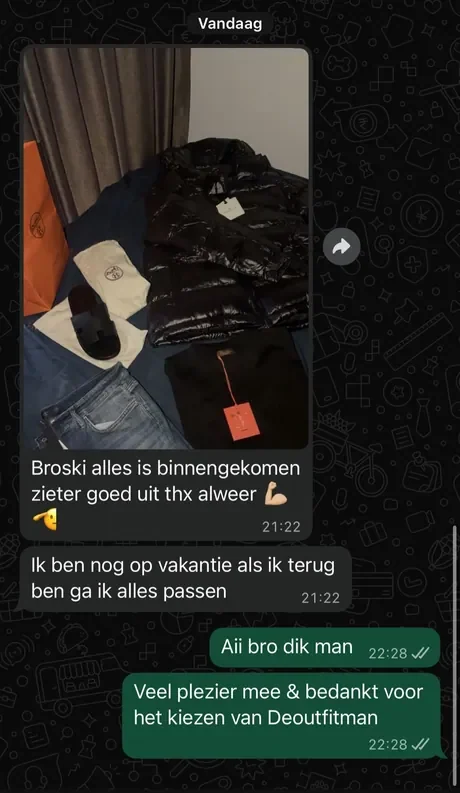 Vandaag
Broski alles is binnengekomen
zieter goed uit thx alweer 💪🏼
🫡
21:22
Ik ben nog op vakantie als ik terug
ben ga ik alles passen
21:22
Aii bro dik man
22:28
Veel plezier mee & bedankt voor
het kiezen van Deoutfitman
22:28